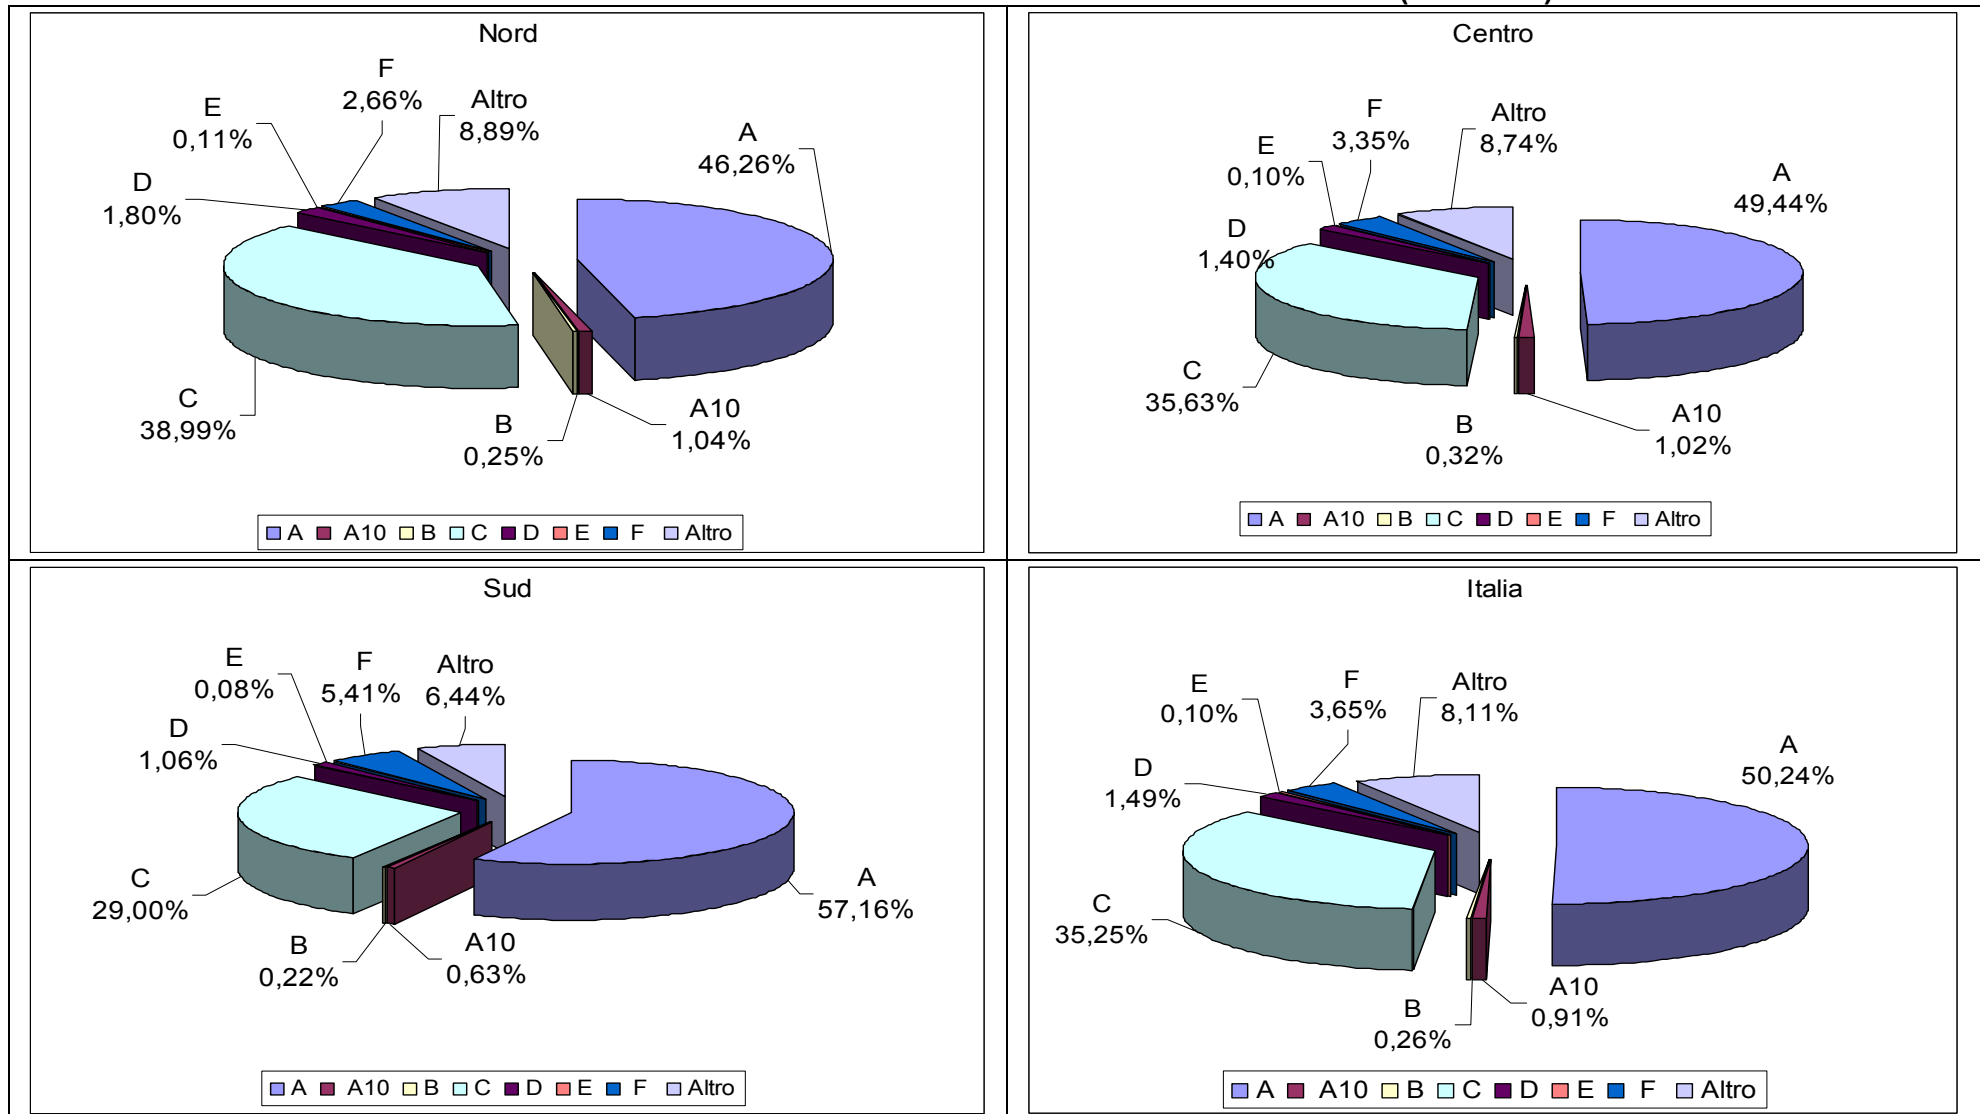 Nord
F
2,66%
E
0,11%
Altro
8,89%
A
46,26%
D
1,80%
C
38,99%
B
0,25%
A10
1,04%
A A10 B C D E F Altro
Centro
F
3,35%
Altro
8,74%
E
0,10%
A
49,44%
D
1,40%
C
35,63%
B
0,32%
A10
1,02%
A A10 B C D E F Altro
Sud
E
0,08%
F
5,41%
Altro
6,44%
D
1,06%
C
29,00%
A
57,16%
B
0,22%
A10
0,63%
A A10 B C D E F Altro
Italia
E
0,10%
F
3,65%
Altro
8,11%
A
50,24%
D
1,49%
C
35,25%
A10
0,91%
B
0,26%
A A10 B C D E F Altro